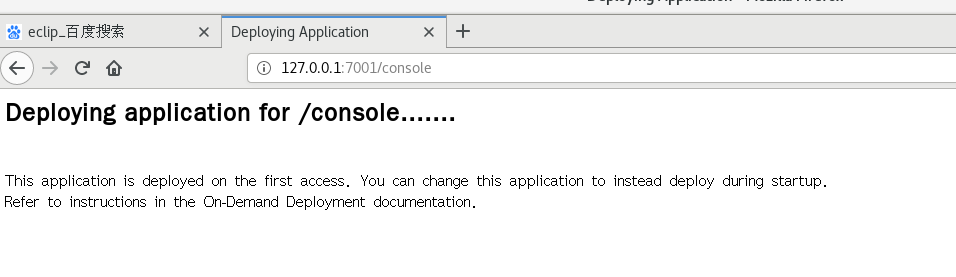 eclip_百度搜索
Deploying Application
127.0.0.1:7001/console
Deploying application for /console.......
This application is deployed on the first access. You can change this application to instead deploy during startup.
Refer to instructions in the On-Demand Deployment documentation.